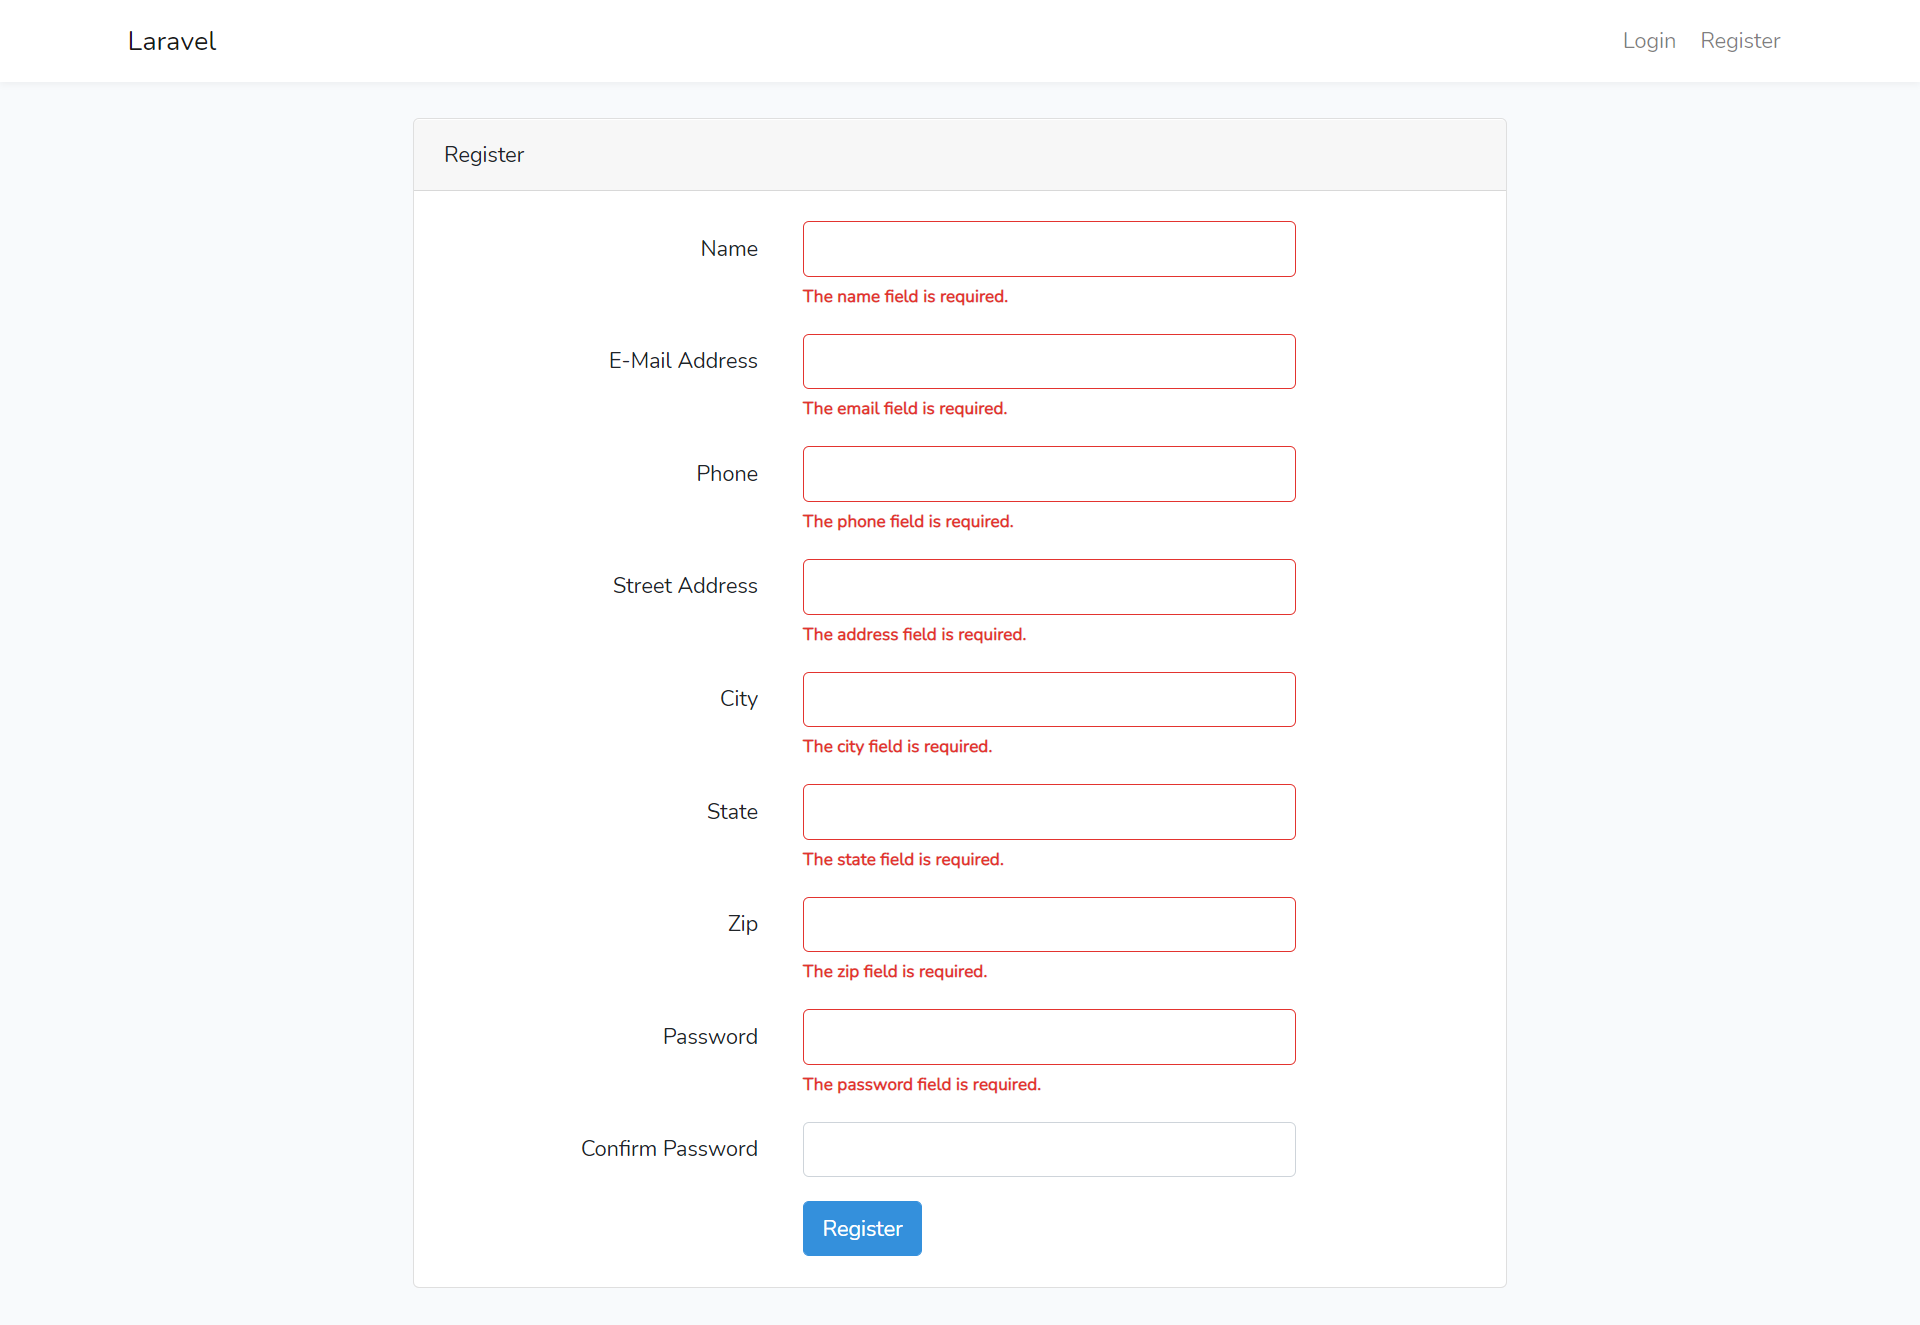 Laravel
Login Register
Register
Name
The name field is required.
E-Mail Address
The email field is required.
Phone
The phone field is required.
Street Address
The address field is required.
City
The city field is required.
State
The state field is required.
Zip
The zip field is required.
Password
The password field is required.
Confirm Password
Register